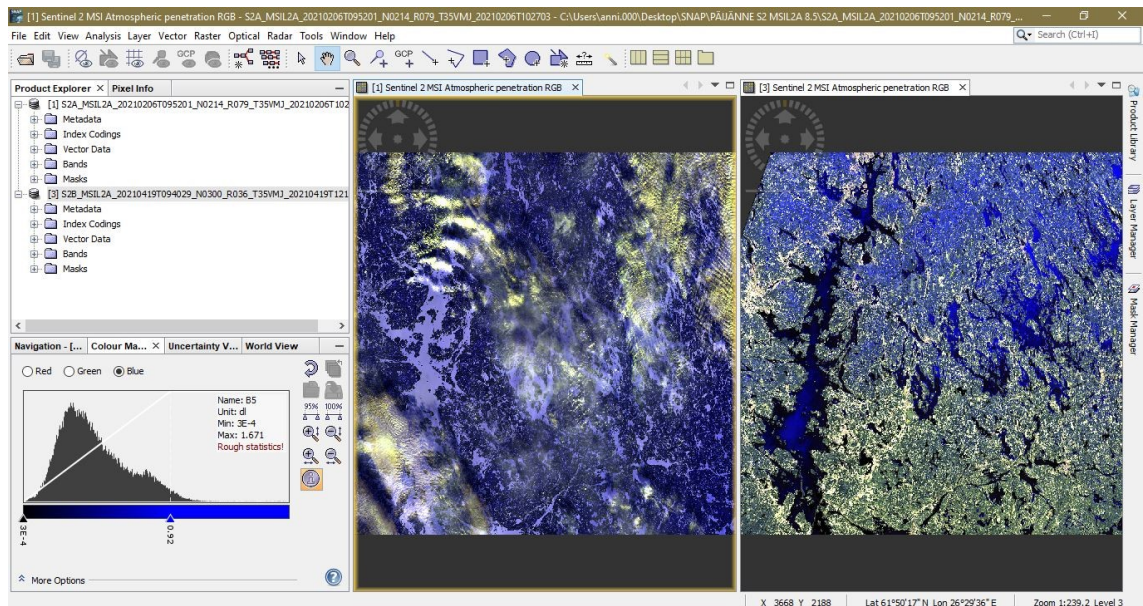 [1] Sentinel 2 MSI Atmospheric penetration RGB - S2A_MSIL2A_20210206T095201_N0214_R079_T35VMJ_20210206T102703 - C:\Users\anni.000\Desktop\SNAP\PÄIJÄNNE S2 MSIL2A 8.5\S2A_MSIL2A_20210206T095201_N0214_R079_...
File Edit View Analysis Layer Vector Raster Optical Radar Tools Window Help
Search (Ctrl+I)
GCP GCP
Product Explorer Pixel Info
[1] S2A_MSIL2A_20210206T095201_N0214_R079_T35VMJ_20210206T102
Metadata
Index Codings
Vector Data
Bands
Masks
[3] S2B_MSIL2A_20210419T094029_N0300_R036_T35VMJ_20210419T121
Metadata
Index Codings
Vector Data
Bands
Masks
Navigation - [... Colour Ma... Uncertainty V... World View
Red Green Blue
Name: B5
Unit: dl
Min: 3E-4
Max: 1.671
Rough statistics!
95% 100%
3E-4
0.92
More Options
[1] Sentinel 2 MSI Atmospheric penetration RGB
[3] Sentinel 2 MSI Atmospheric penetration RGB
Product Library
Layer Manager
Mask Manager
X 3668 Y 2188 Lat 61°50'17" N Lon 26°29'36" E Zoom 1:239.2 Level 3